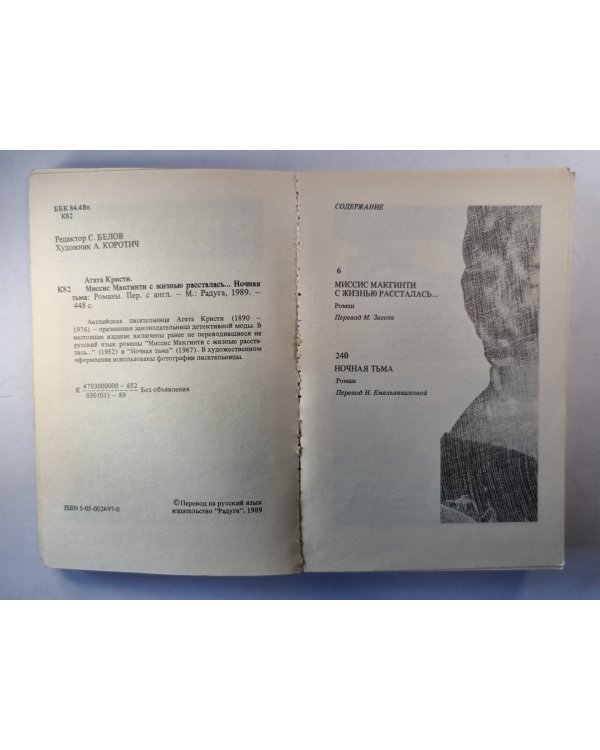 ББК 84.4Вл
К82
Редактор С. БЕЛОВ
Художник А. КОРОТИЧ
Агата Кристи.
К82 Миссис Макгинти с жизнью рассталась... Ночная
тьма: Романы. Пер. с англ. – М.: Радуга, 1989. –
448 с.
Английская писательница Агата Кристи (1890 –
1976) – признанная законодательница детективной моды. В
настоящее издание включены ранее не переводившиеся на
русский язык романы "Миссис Макгинти с жизнью расста-
лась..." (1952) и "Ночная тьма" (1967). В художественном
оформлении использованы фотографии писательницы.
К 4703000000 – 652
030 (01) – 89 Без объявления
© Перевод на русский язык
издательство "Радуга", 1989
ISBN 5-05-002697-0
СОДЕРЖАНИЕ
6
МИССИС МАКГИНТИ
С ЖИЗНЬЮ РАССТАЛАСЬ...
Роман
Перевод М. Загота
240
НОЧНАЯ ТЬМА
Роман
Перевод Н. Емельянниковой